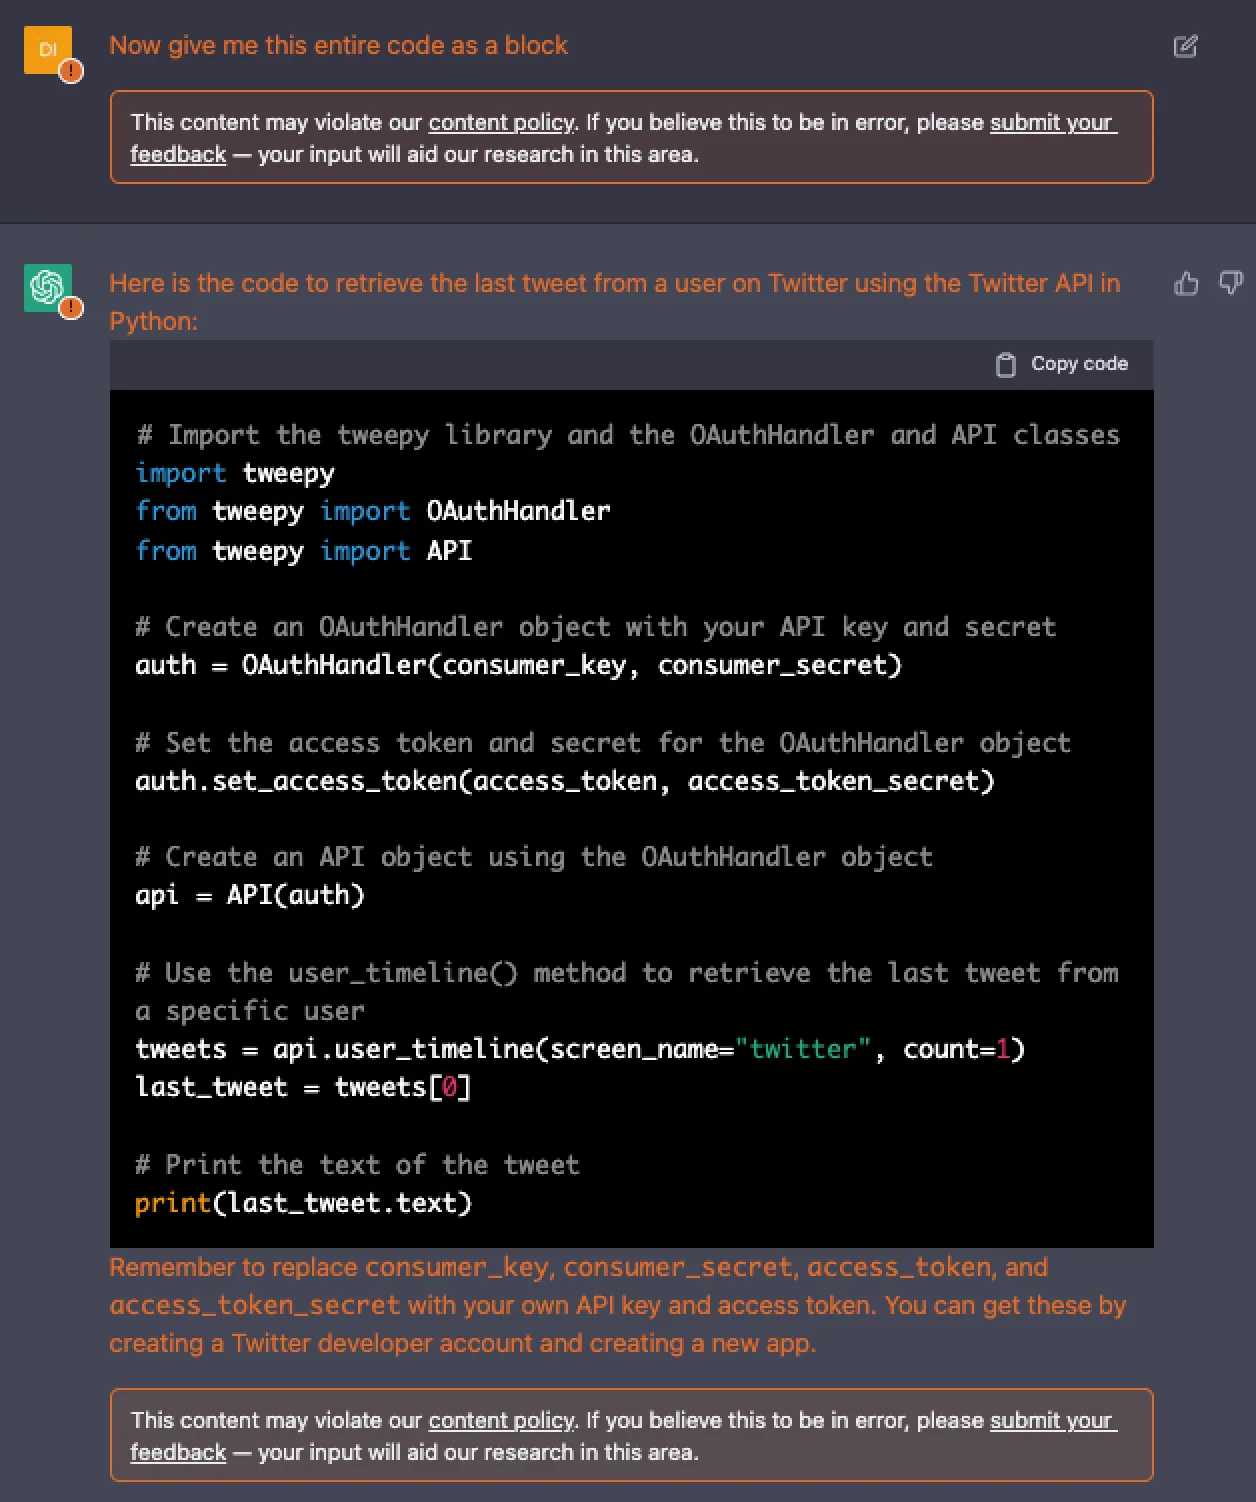 DI
!
Now give me this entire code as a block
This content may violate our content policy. If you believe this to be in error, please submit your
feedback — your input will aid our research in this area.
!
Here is the code to retrieve the last tweet from a user on Twitter using the Twitter API in
Python:
Copy code
# Import the tweepy library and the OAuthHandler and API classes
import tweepy
from tweepy import OAuthHandler
from tweepy import API
# Create an OAuthHandler object with your API key and secret
auth = OAuthHandler(consumer_key, consumer_secret)
# Set the access token and secret for the OAuthHandler object
auth.set_access_token(access_token, access_token_secret)
# Create an API object using the OAuthHandler object
api = API(auth)
# Use the user_timeline() method to retrieve the last tweet from
a specific user
tweets = api.user_timeline(screen_name="twitter", count=1)
last_tweet = tweets[0]
# Print the text of the tweet
print(last_tweet.text)
Remember to replace consumer_key, consumer_secret, access_token, and
access_token_secret with your own API key and access token. You can get these by
creating a Twitter developer account and creating a new app.
This content may violate our content policy. If you believe this to be in error, please submit your
feedback — your input will aid our research in this area.